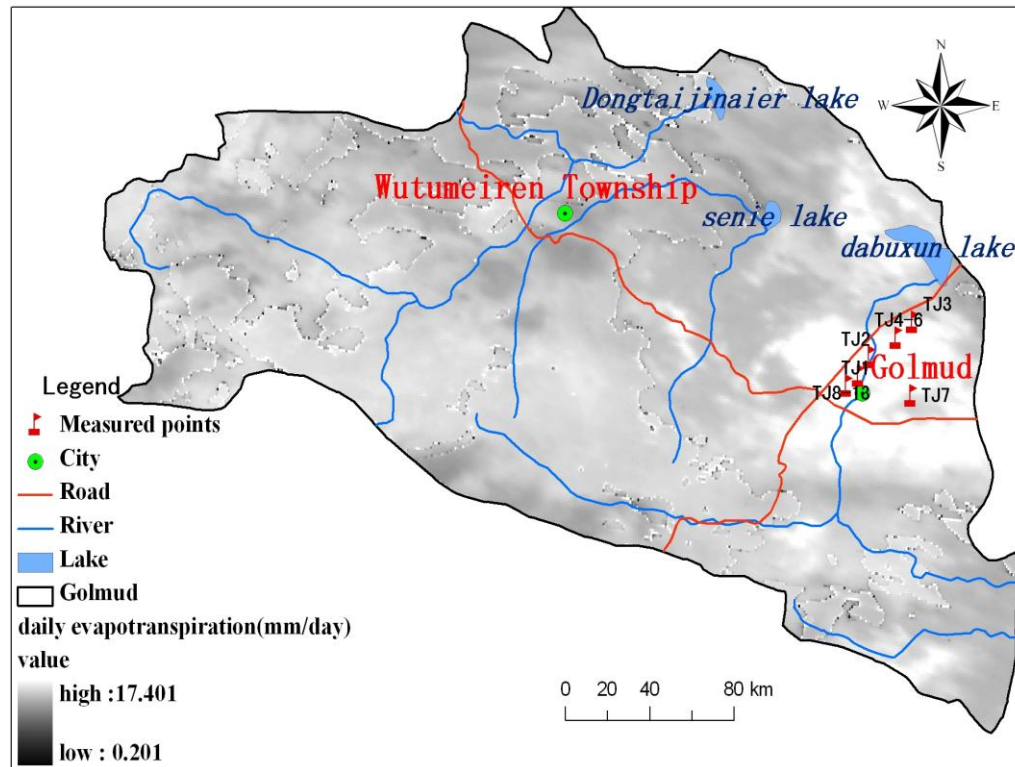 N
W E
S
Dongtaijinaier lake
Wutumeiren Township
senie lake
dabuxun lake
TJ3
TJ4-6
TJ2
Golmud
TJ1
TJ8-13
TJ7
Legend
Measured points
City
Road
River
Lake
Golmud
daily evapotranspiration(mm/day)
value
high :17.401
low : 0.201
0 20 40 80 km